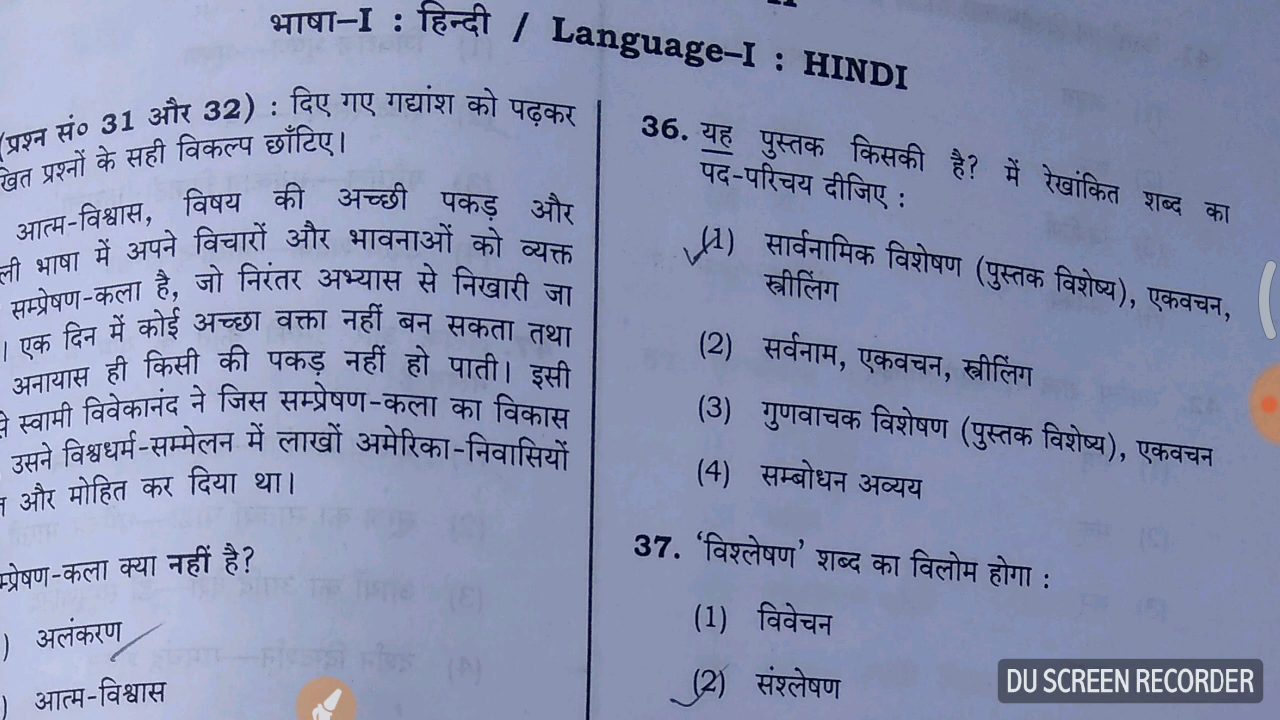 भाषा–I : हिन्दी / Language–I : HINDI
(प्रश्न सं० 31 और 32) : दिए गए गद्यांश को पढ़कर
खित प्रश्नों के सही विकल्प छाँटिए।
आत्म-विश्वास, विषय की अच्छी पकड़ और
ली भाषा में अपने विचारों और भावनाओं को व्यक्त
सम्प्रेषण-कला है, जो निरंतर अभ्यास से निखारी जा
। एक दिन में कोई अच्छा वक्ता नहीं बन सकता तथा
अनायास ही किसी की पकड़ नहीं हो पाती। इसी
स्वामी विवेकानंद ने जिस सम्प्रेषण-कला का विकास
उसने विश्वधर्म-सम्मेलन में लाखों अमेरिका-निवासियों
और मोहित कर दिया था।
म्प्रेषण-कला क्या नहीं है?
) अलंकरण
) आत्म-विश्वास
36. यह पुस्तक किसकी है? में रेखांकित शब्द का
पद-परिचय दीजिए :
(1) सार्वनामिक विशेषण (पुस्तक विशेष्य), एकवचन,
स्त्रीलिंग
(2) सर्वनाम, एकवचन, स्त्रीलिंग
(3) गुणवाचक विशेषण (पुस्तक विशेष्य), एकवचन
(4) सम्बोधन अव्यय
37. ‘विश्लेषण’ शब्द का विलोम होगा :
(1) विवेचन
(2) संश्लेषण
DU SCREEN RECORDER